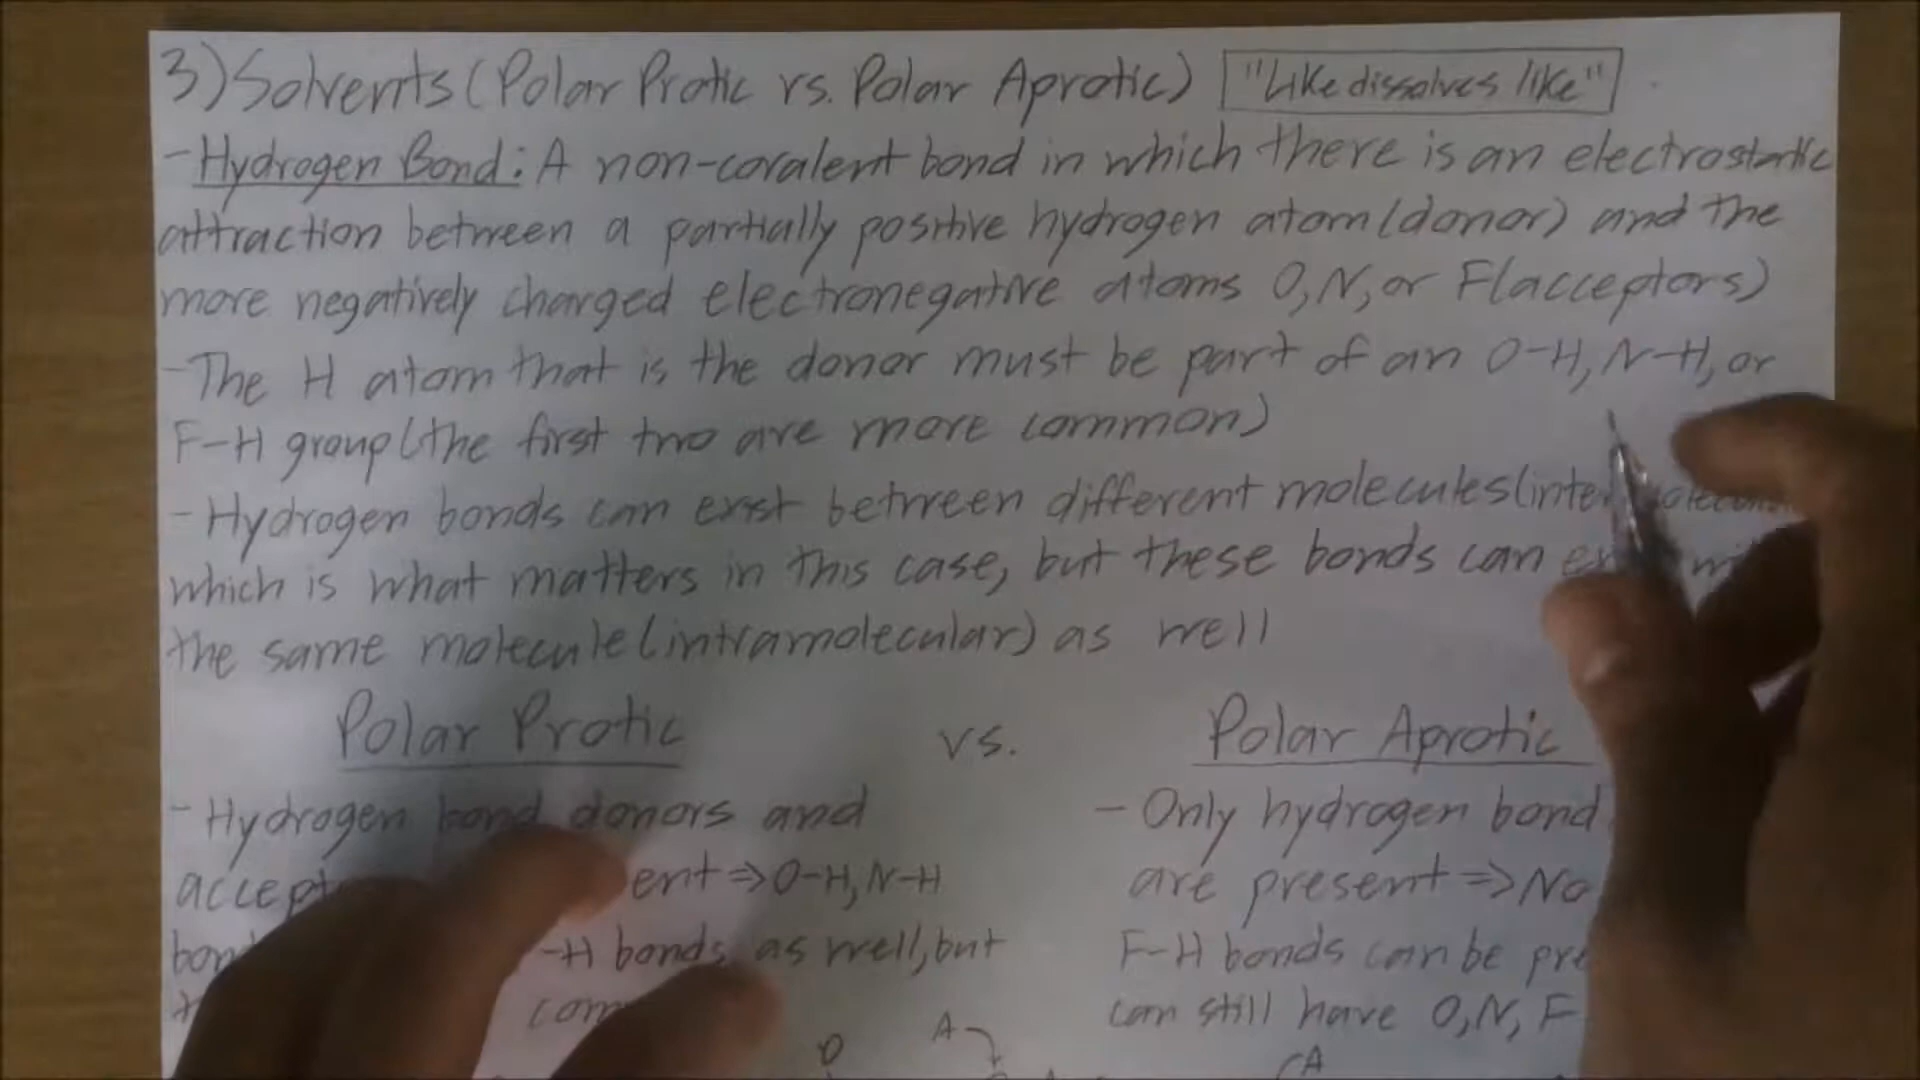 3) Solvents (Polar Protic vs. Polar Aprotic) "Like dissolves like"
- Hydrogen Bond: A non-covalent bond in which there is an electrostatic
attraction between a partially positive hydrogen atom (donor) and the
more negatively charged electronegative atoms O, N, or F (acceptors)
- The H atom that is the donor must be part of an O-H, N-H, or
F-H group (the first two are more common)
- Hydrogen bonds can exist between different molecules (inter
which is what matters in this case, but these bonds can
the same molecule (intramolecular) as well
Polar Protic vs. Polar Aprotic
- Hydrogen bond donors and
ent ⇒ O-H, N-H
-H bonds as well, but
- Only hydrogen bond
are present ⇒ No
F-H bonds can be
can still have O, N, F
D A A